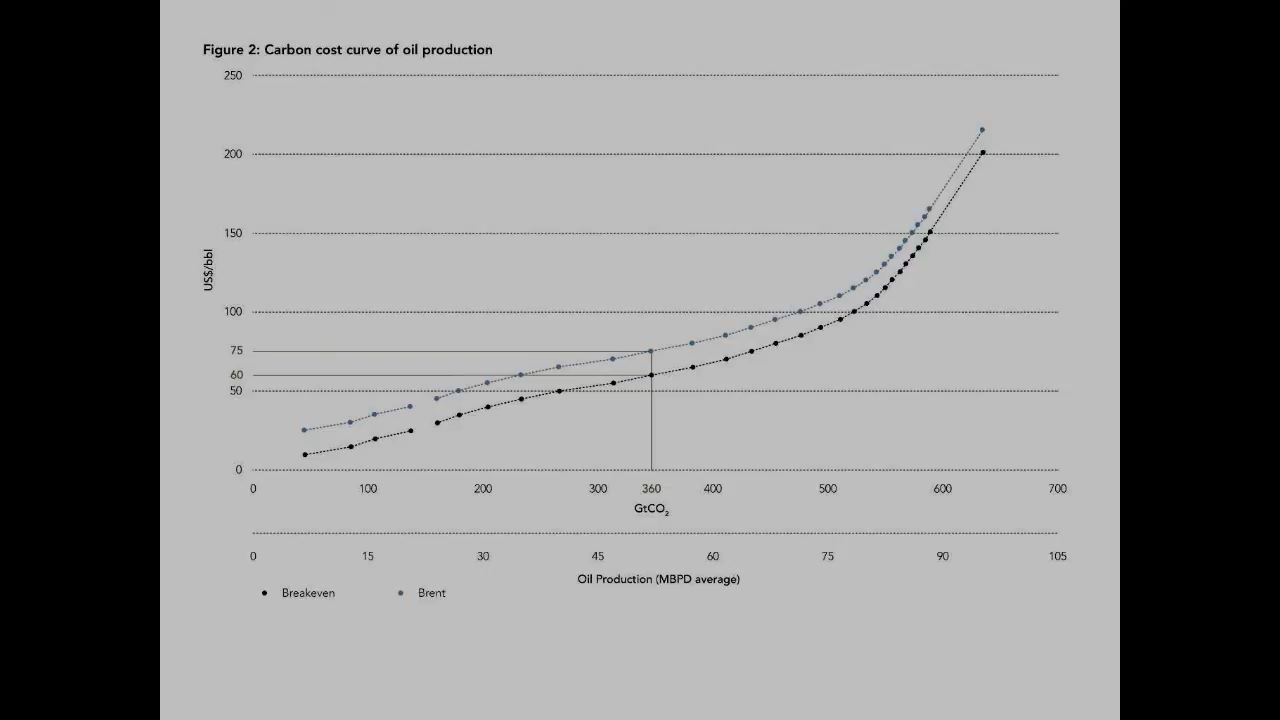 Figure 2: Carbon cost curve of oil production
250
200
150
US$/bbl
100
75
60
50
0
0 100 200 300 360 400 500 600 700
GtCO₂
0 15 30 45 60 75 90 105
Oil Production (MBPD average)
Breakeven Brent